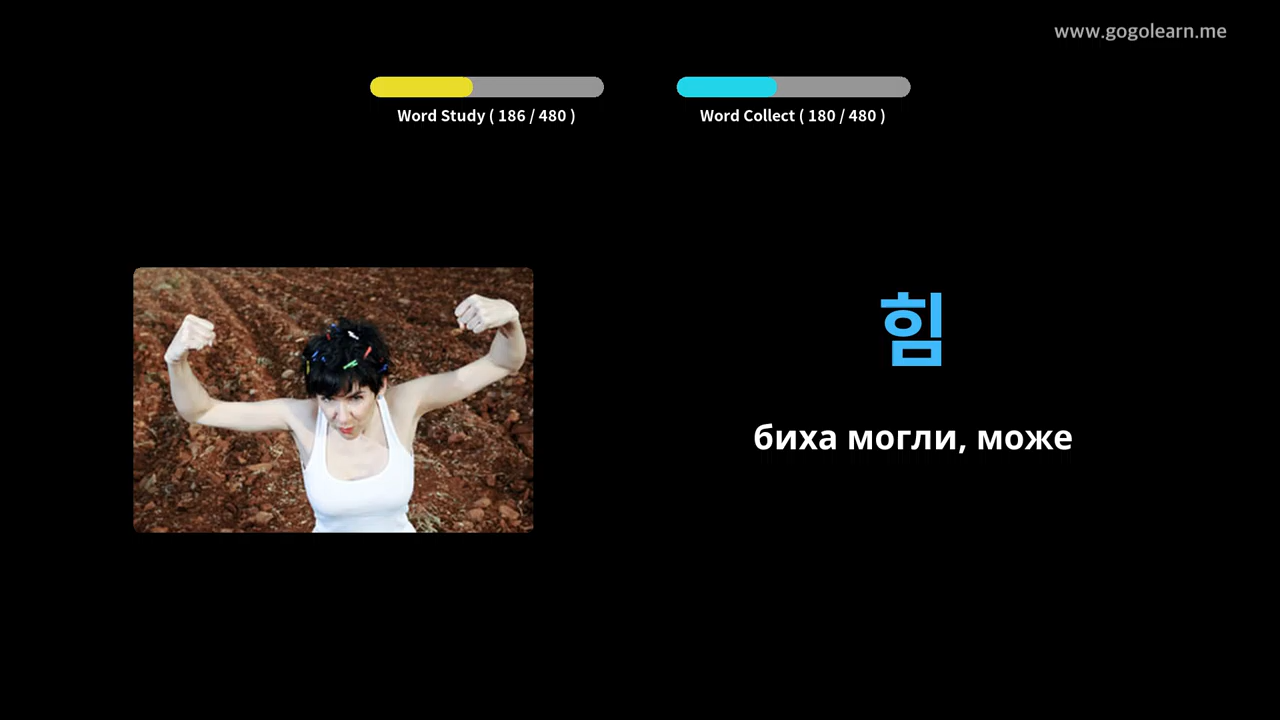 www.gogolearn.me
Word Study ( 186 / 480 )
Word Collect ( 180 / 480 )
힘
биха могли, може